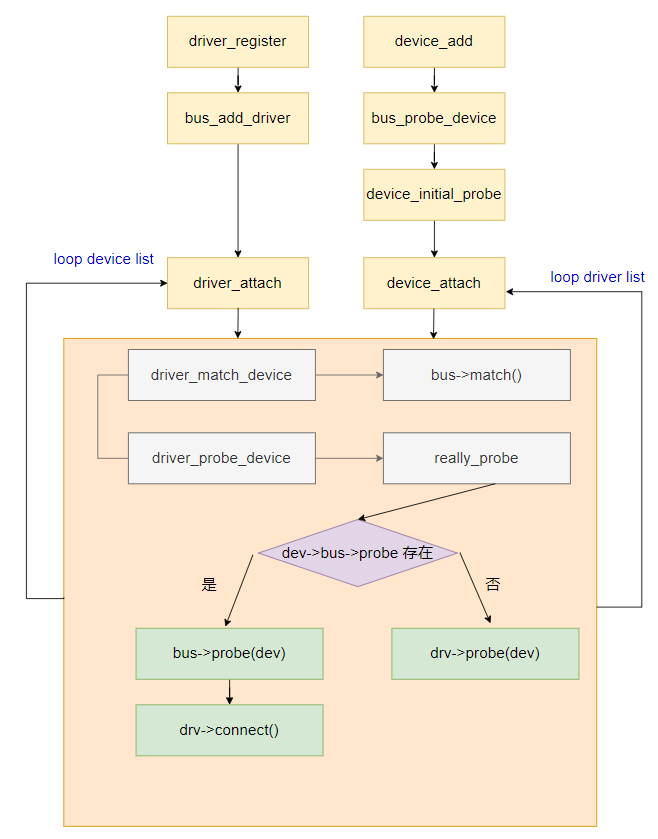 driver_register
device_add
bus_add_driver
bus_probe_device
device_initial_probe
loop device list
driver_attach
device_attach
loop driver list
driver_match_device
bus->match()
driver_probe_device
really_probe
dev->bus->probe 存在
是
否
bus->probe(dev)
drv->probe(dev)
drv->connect()